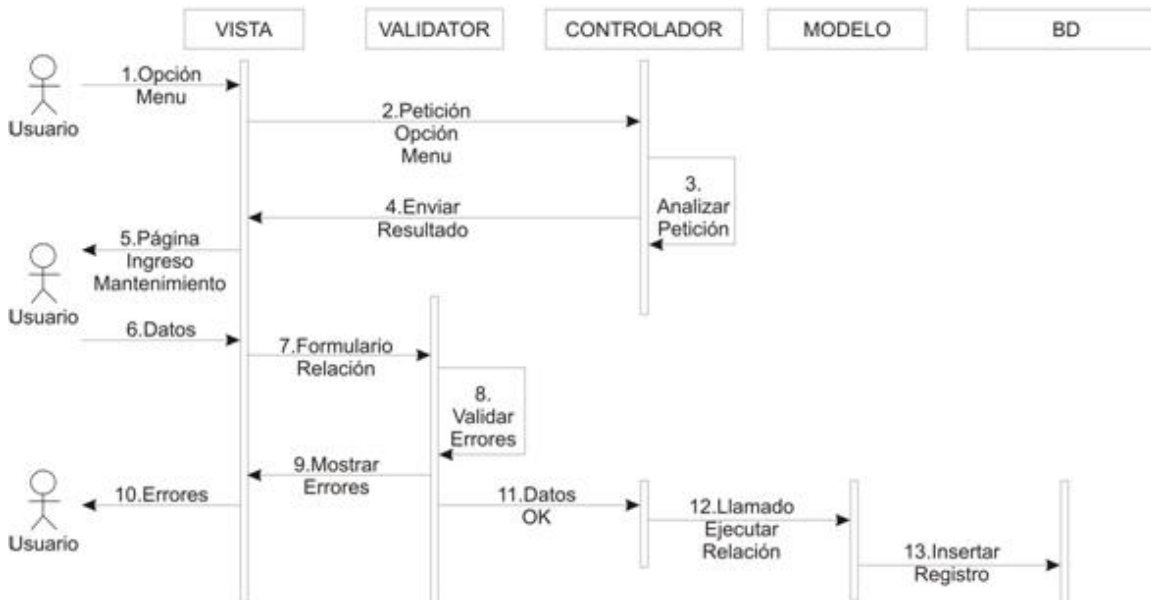 VISTA
VALIDATOR
CONTROLADOR
MODELO
BD
Usuario
1.Opción
Menu
2.Petición
Opción
Menu
3.
Analizar
Petición
4.Enviar
Resultado
5.Página
Ingreso
Mantenimiento
Usuario
6.Datos
7.Formulario
Relación
8.
Validar
Errores
9.Mostrar
Errores
10.Errores
Usuario
11.Datos
OK
12.Llamado
Ejecutar
Relación
13.Insertar
Registro